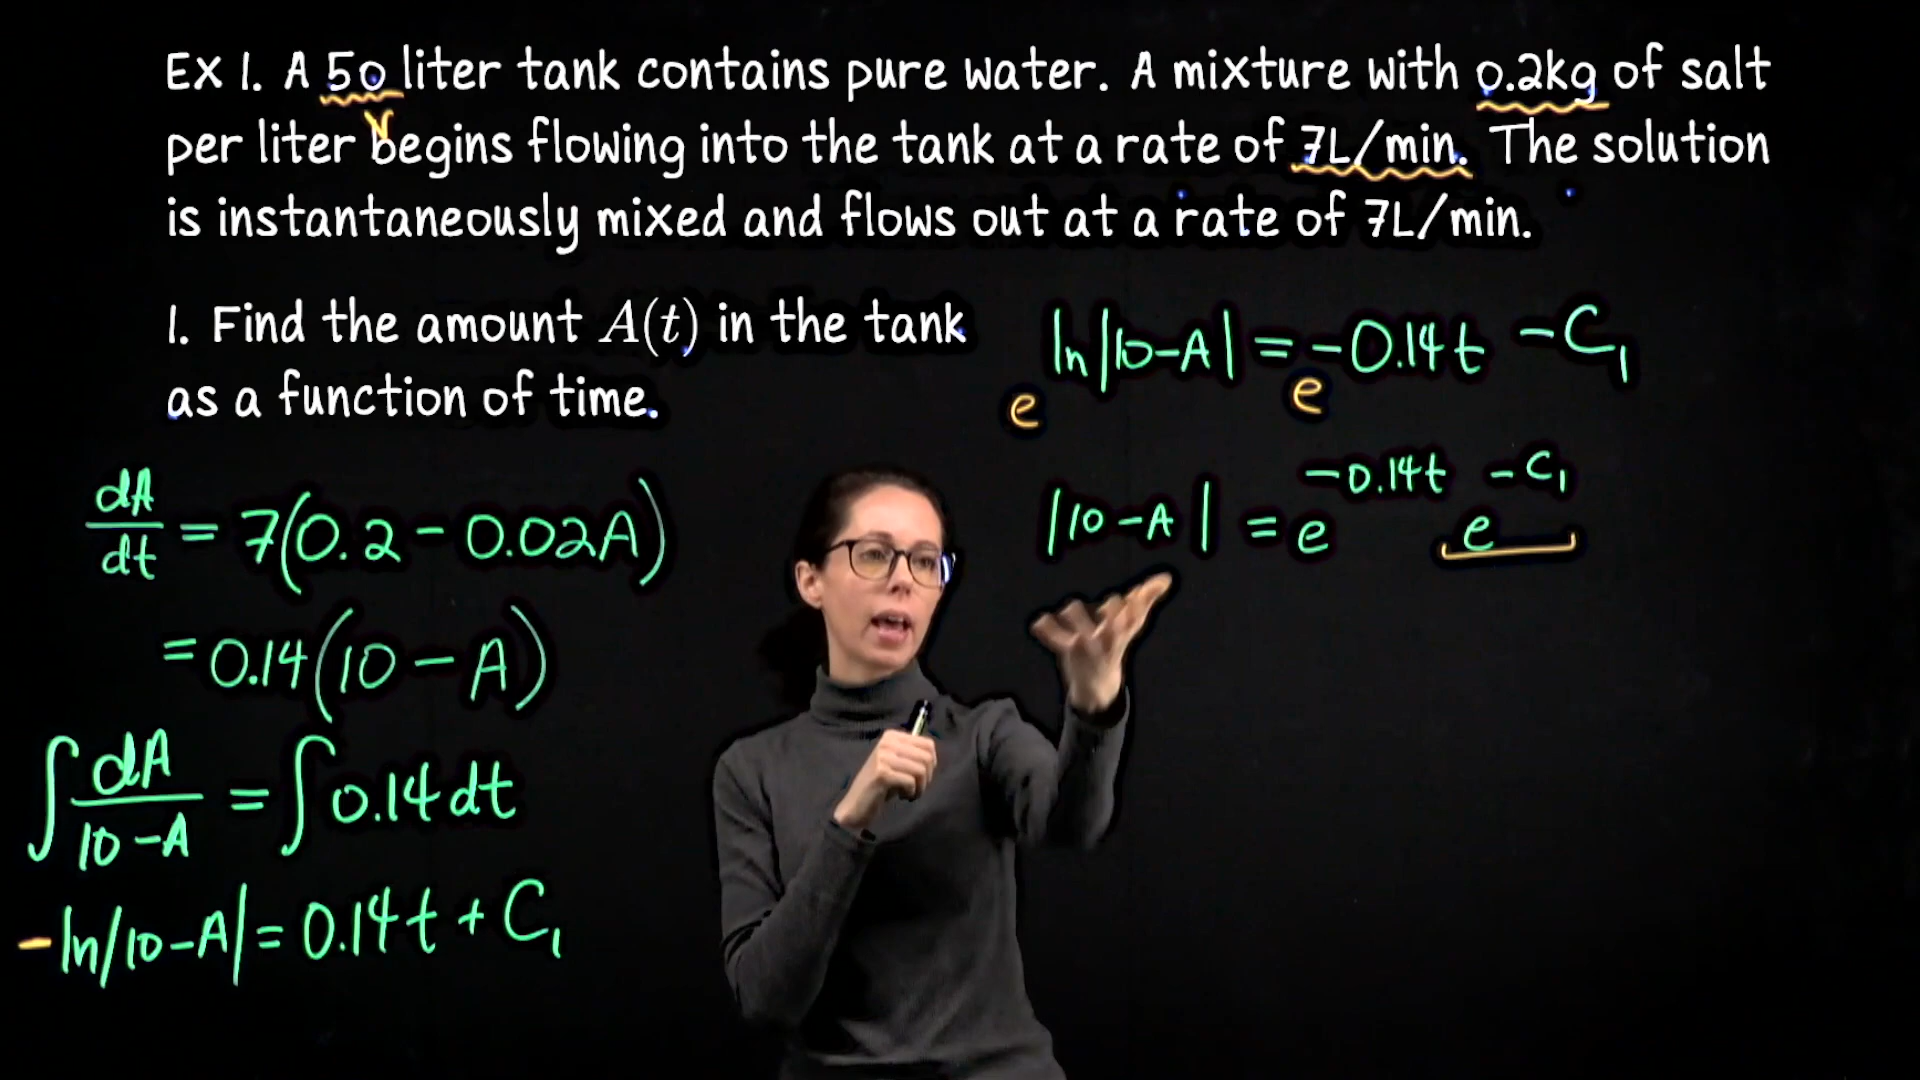 Ex 1. A 50 liter tank contains pure water. A mixture with 0.2kg of salt
per liter begins flowing into the tank at a rate of 7L/min. The solution
is instantaneously mixed and flows out at a rate of 7L/min.
1. Find the amount A(t) in the tank
as a function of time.
dA/dt = 7(0.2 - 0.02A)
= 0.14(10 - A)
∫ dA/(10 - A) = ∫ 0.14 dt
-ln|10-A| = 0.14t + C₁
ln|10-A| = -0.14t - C₁
e e
|10-A| = e^(-0.14t) e^(-C₁)